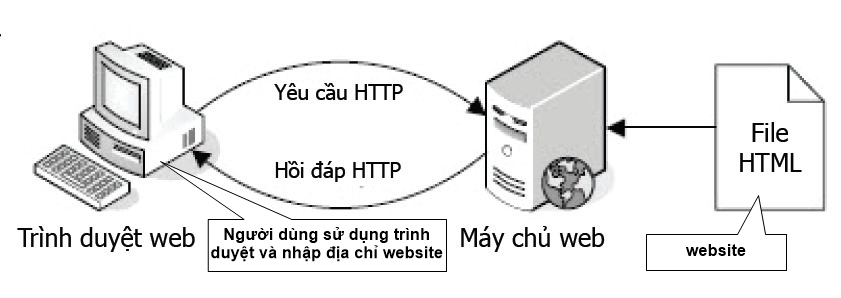 Yêu cầu HTTP
File
HTML
Hồi đáp HTTP
Trình duyệt web
Người dùng sử dụng trình
duyệt và nhập địa chỉ website
Máy chủ web
website